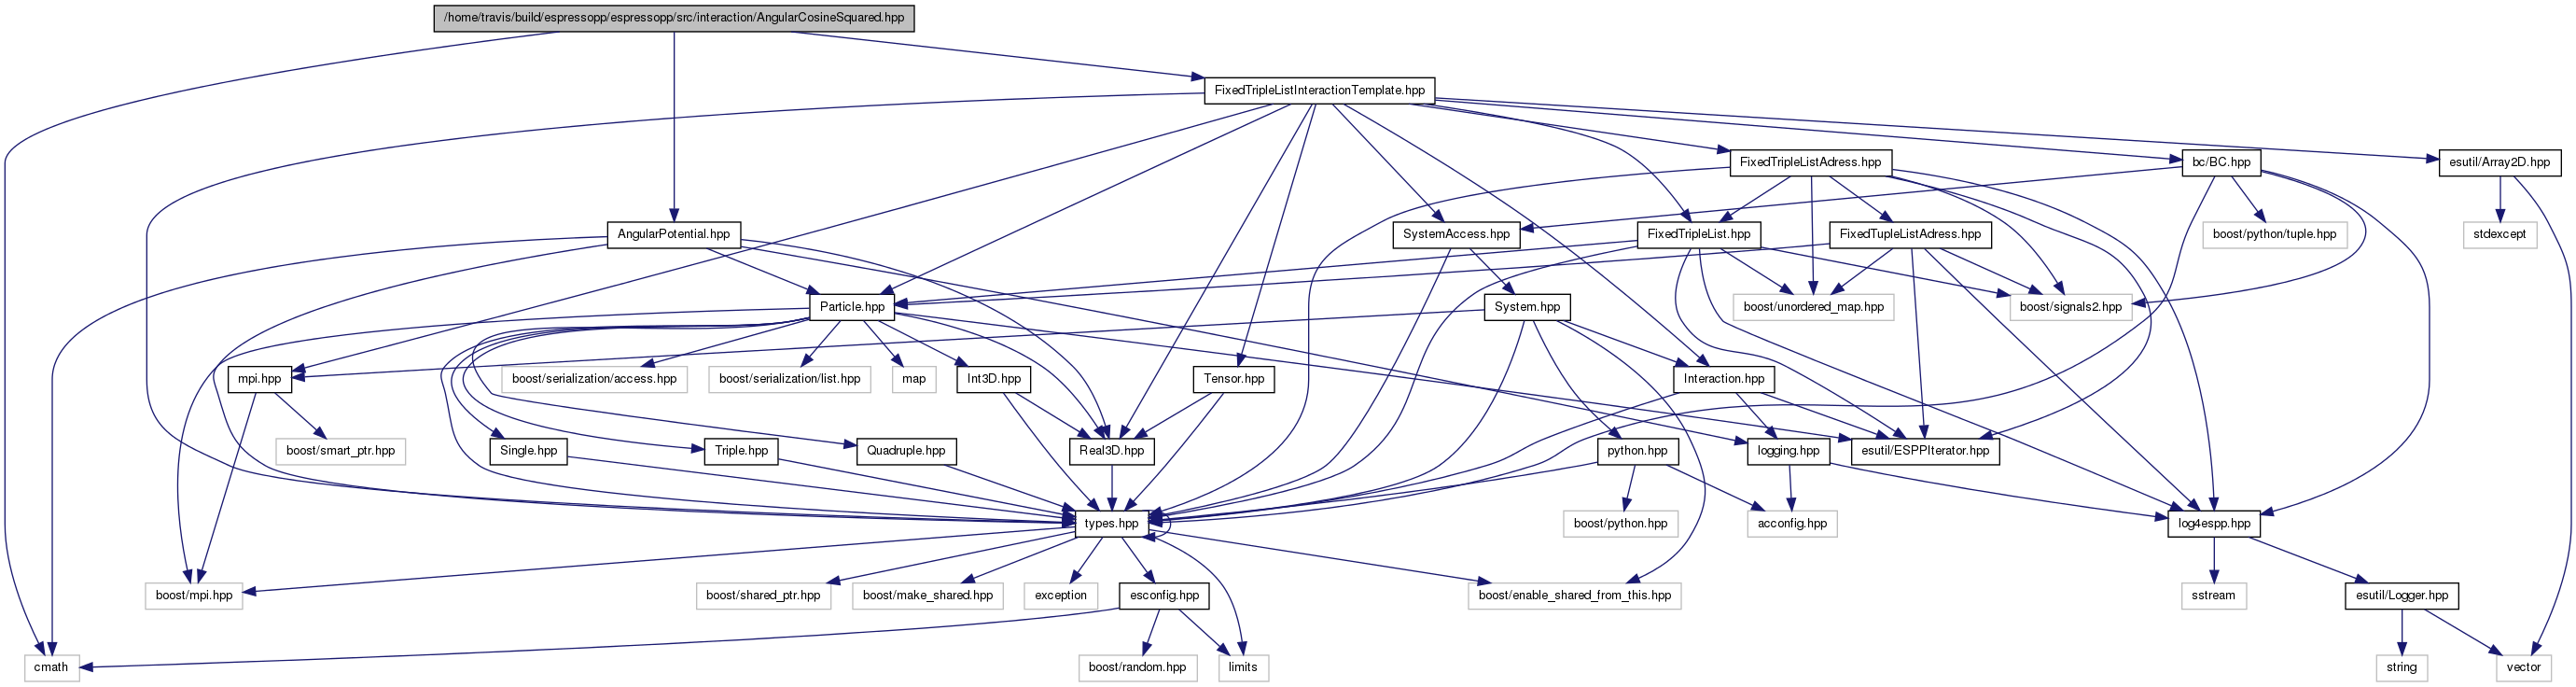 /home/travis/build/espressopp/espressopp/src/interaction/AngularCosineSquared.hpp
FixedTripleListInteractionTemplate.hpp
FixedTripleListAdress.hpp
bc/BC.hpp
esutil/Array2D.hpp
AngularPotential.hpp
SystemAccess.hpp
FixedTripleList.hpp
FixedTupleListAdress.hpp
boost/python/tuple.hpp
stdexcept
Particle.hpp
System.hpp
boost/unordered_map.hpp
boost/signals2.hpp
mpi.hpp
boost/serialization/access.hpp
boost/serialization/list.hpp
map
Int3D.hpp
Tensor.hpp
Interaction.hpp
boost/smart_ptr.hpp
Single.hpp
Triple.hpp
Quadruple.hpp
Real3D.hpp
python.hpp
logging.hpp
esutil/ESPPIterator.hpp
types.hpp
boost/python.hpp
acconfig.hpp
log4espp.hpp
boost/mpi.hpp
boost/shared_ptr.hpp
boost/make_shared.hpp
exception
esconfig.hpp
boost/enable_shared_from_this.hpp
sstream
esutil/Logger.hpp
cmath
boost/random.hpp
limits
string
vector